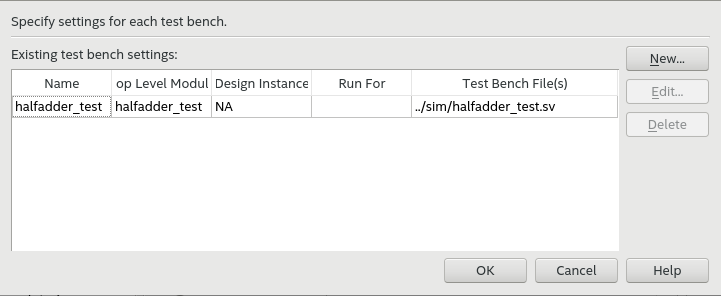 Specify settings for each test bench.
Existing test bench settings:
New...
Name op Level Modul Design Instance Run For Test Bench File(s)
halfadder_test halfadder_test NA ../sim/halfadder_test.sv
Edit...
Delete
OK Cancel Help